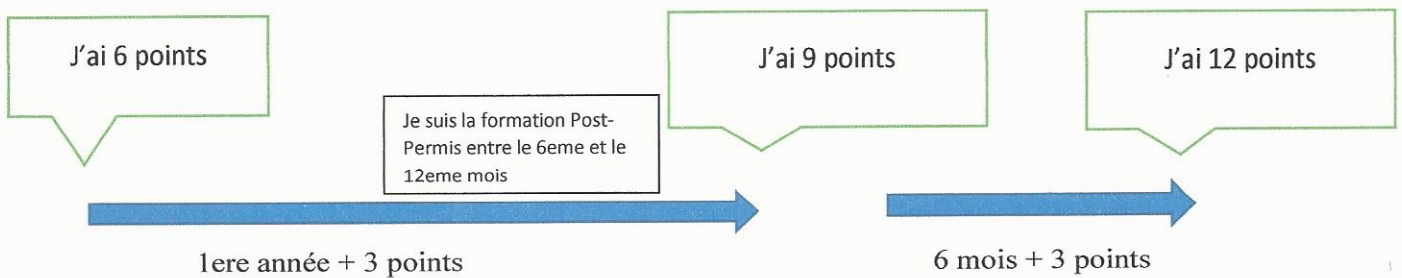 J'ai 6 points
J'ai 9 points
J'ai 12 points
Je suis la formation Post-
Permis entre le 6eme et le
12eme mois
1ere année + 3 points
6 mois + 3 points